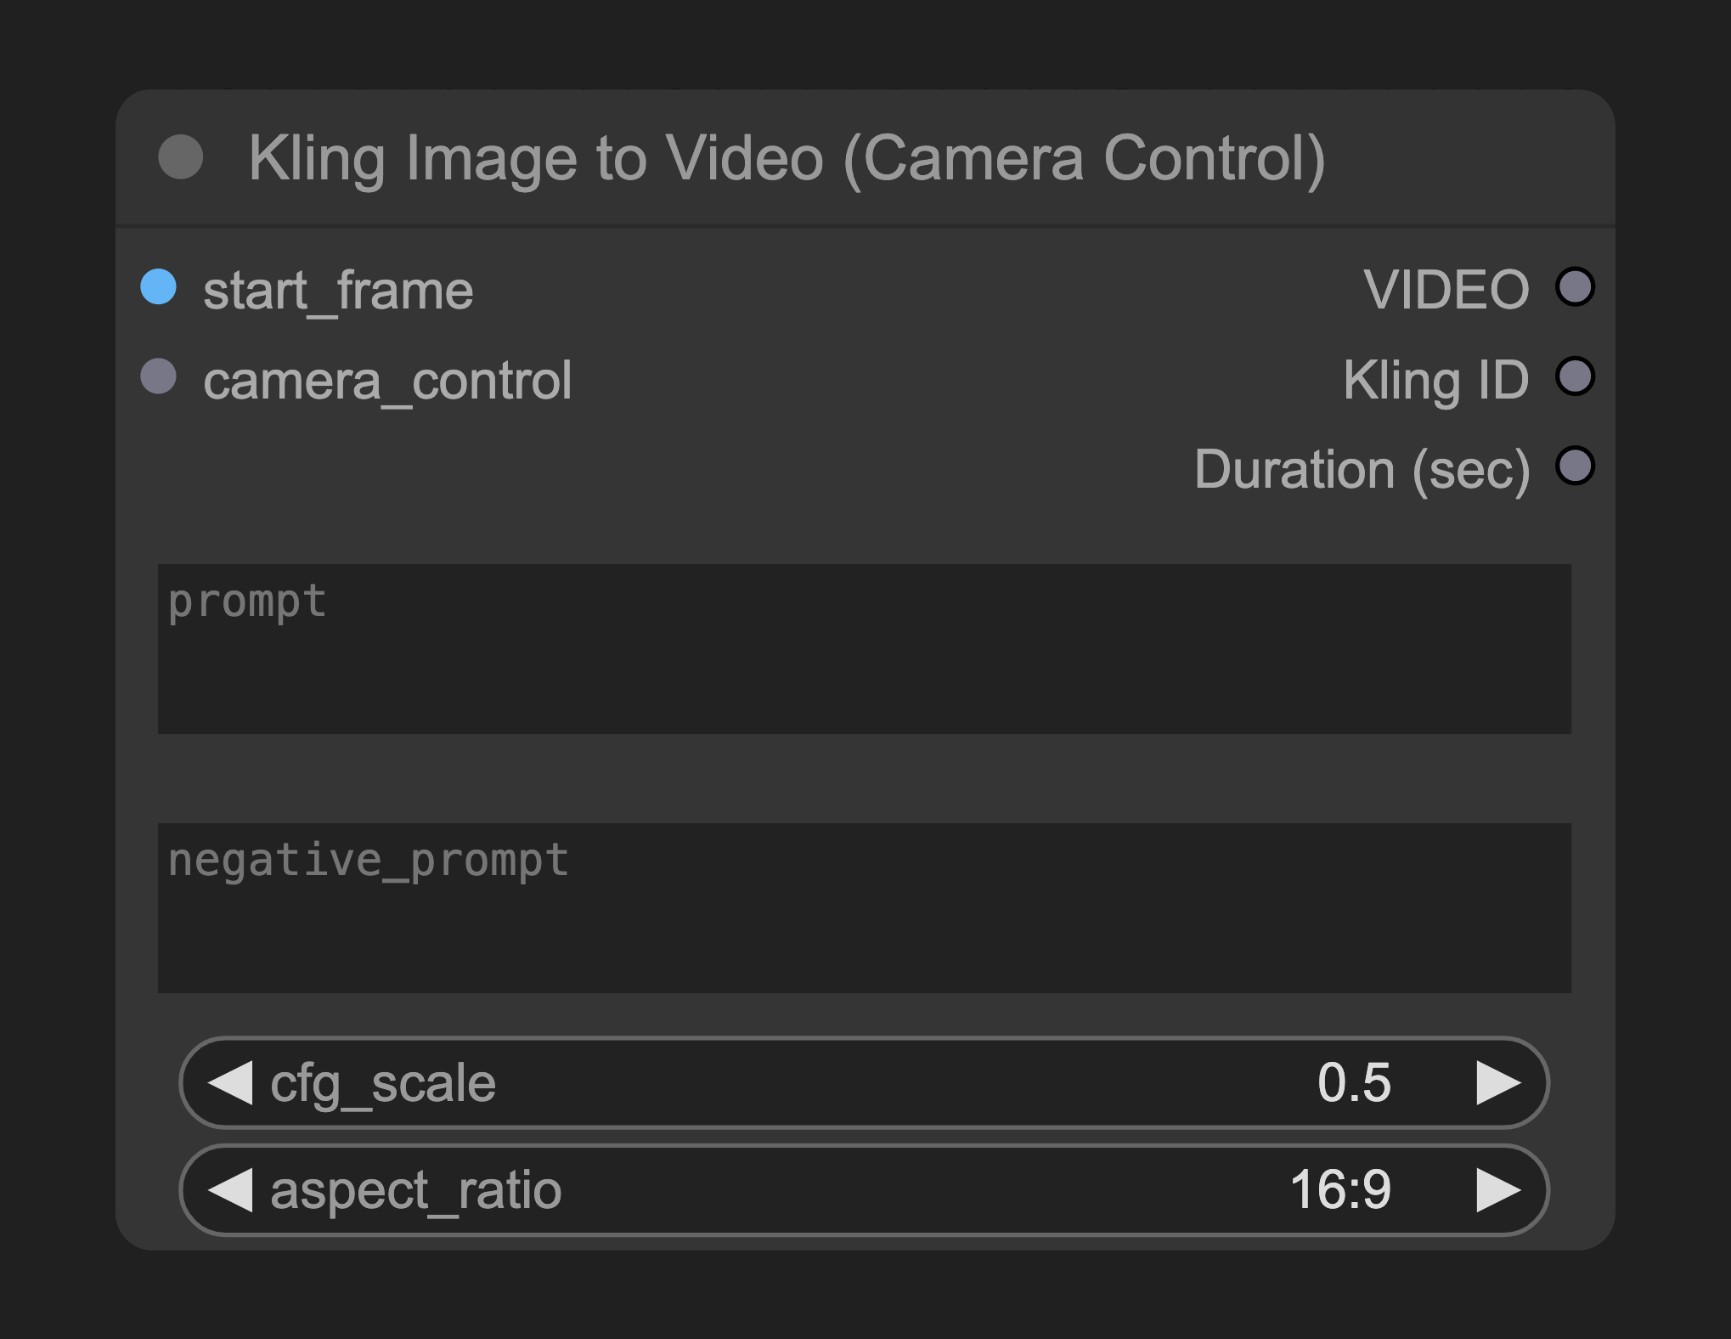 Kling Image to Video (Camera Control)
start_frame
VIDEO
camera_control
Kling ID
Duration (sec)
prompt
negative_prompt
cfg_scale 0.5
aspect_ratio 16:9